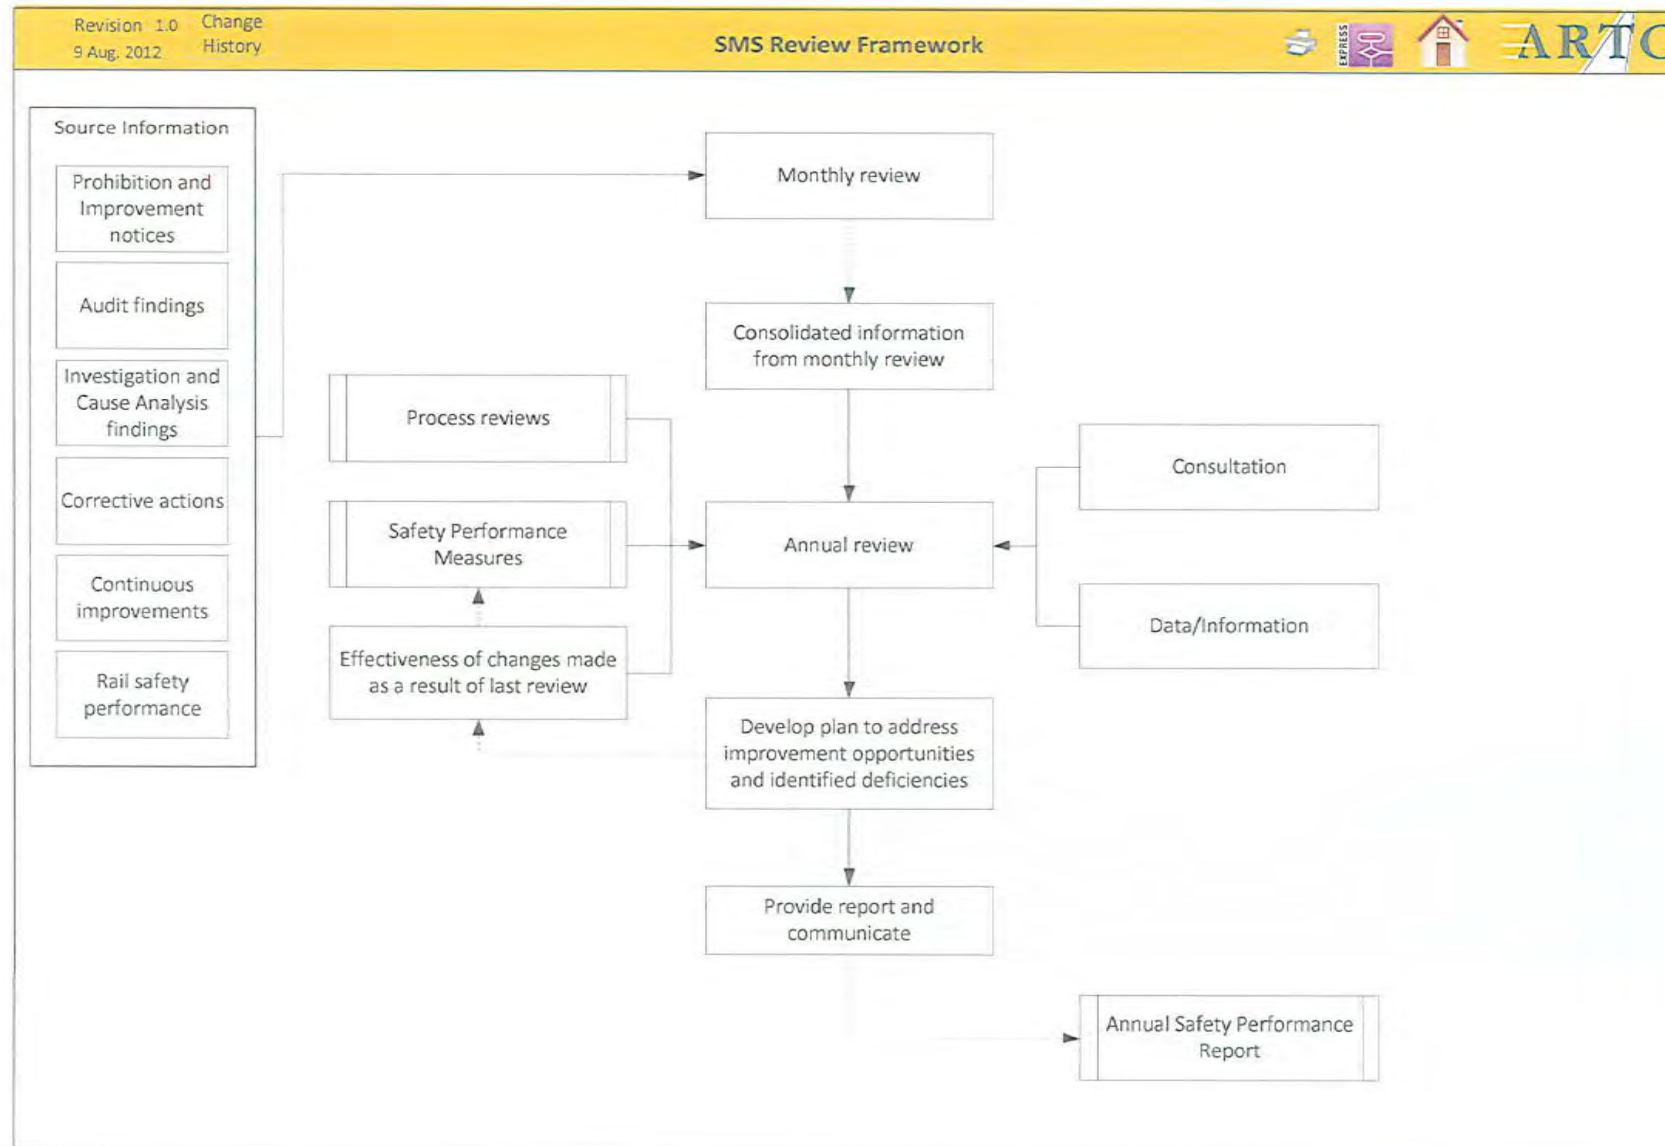 Revision 1.0
9 Aug. 2012
Change
History
SMS Review Framework
EXPRESS
ARTC
Source Information
Prohibition and
Improvement
notices
Audit findings
Investigation and
Cause Analysis
findings
Corrective actions
Continuous
improvements
Rail safety
performance
Monthly review
Consolidated information
from monthly review
Process reviews
Safety Performance
Measures
Effectiveness of changes made
as a result of last review
Annual review
Consultation
Data/Information
Develop plan to address
improvement opportunities
and identified deficiencies
Provide report and
communicate
Annual Safety Performance
Report